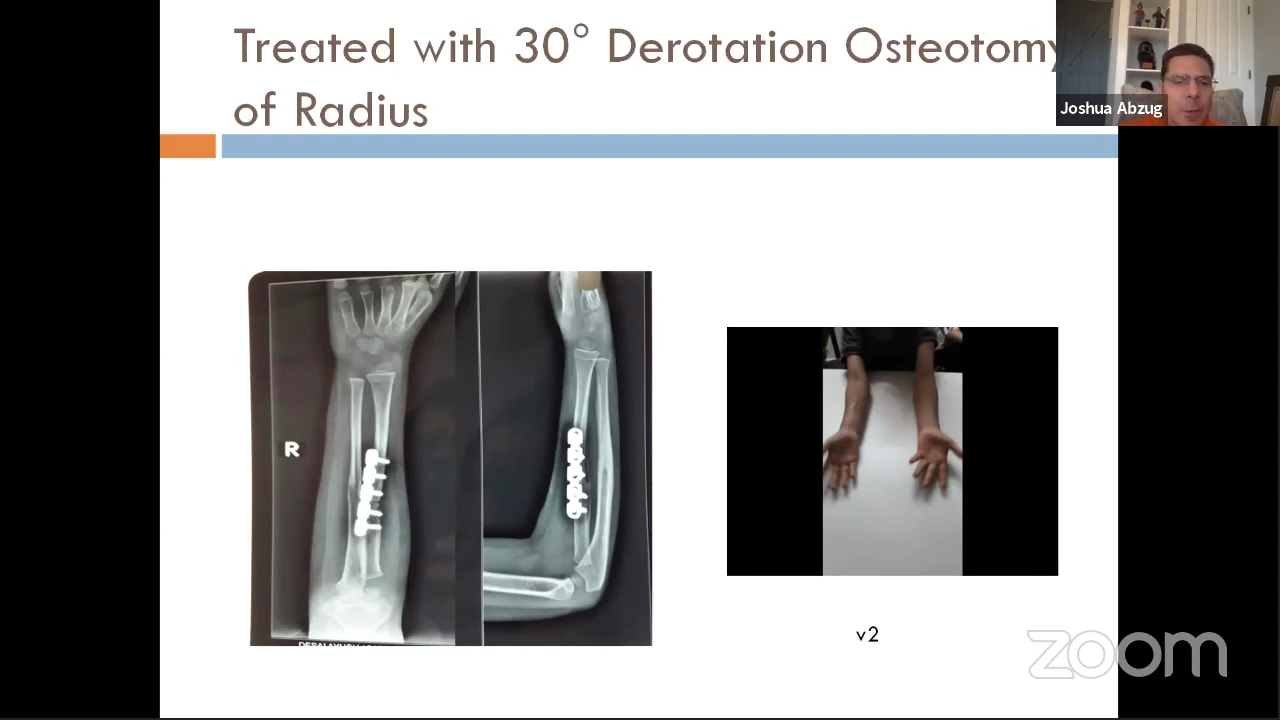 Treated with 30° Derotation Osteotomy
of Radius
Joshua Abzug
R
v2
zoom